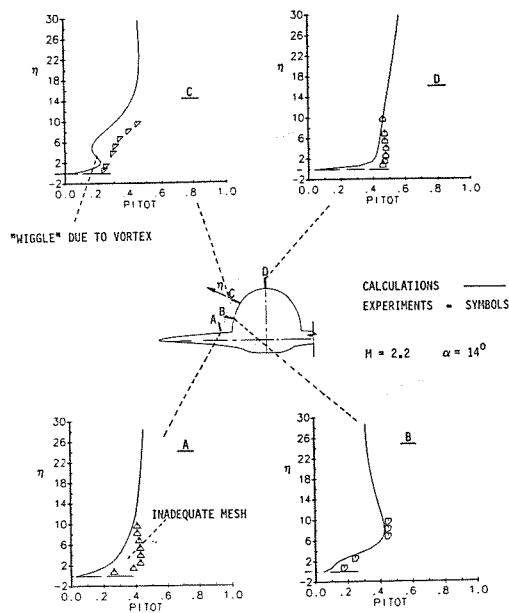 30
26
22
η
18
14
10
6
2
-2
0.0 .2 .4 .6 .8 1.0
PITOT
C
30
26
22
η
18
14
10
6
2
-2
0.0 .2 .4 .6 .8 1.0
PITOT
D
"WIGGLE" DUE TO VORTEX
η
C
D
B
A
CALCULATIONS
EXPERIMENTS - SYMBOLS
M = 2.2 α = 14⁰
30
26
22
η
18
14
10
6
2
-2
0.0 .2 .4 .6 .8 1.0
PITOT
A
INADEQUATE MESH
30
26
22
η
18
14
10
6
2
-2
0.0 .2 .4 .6 .8 1.0
PITOT
B